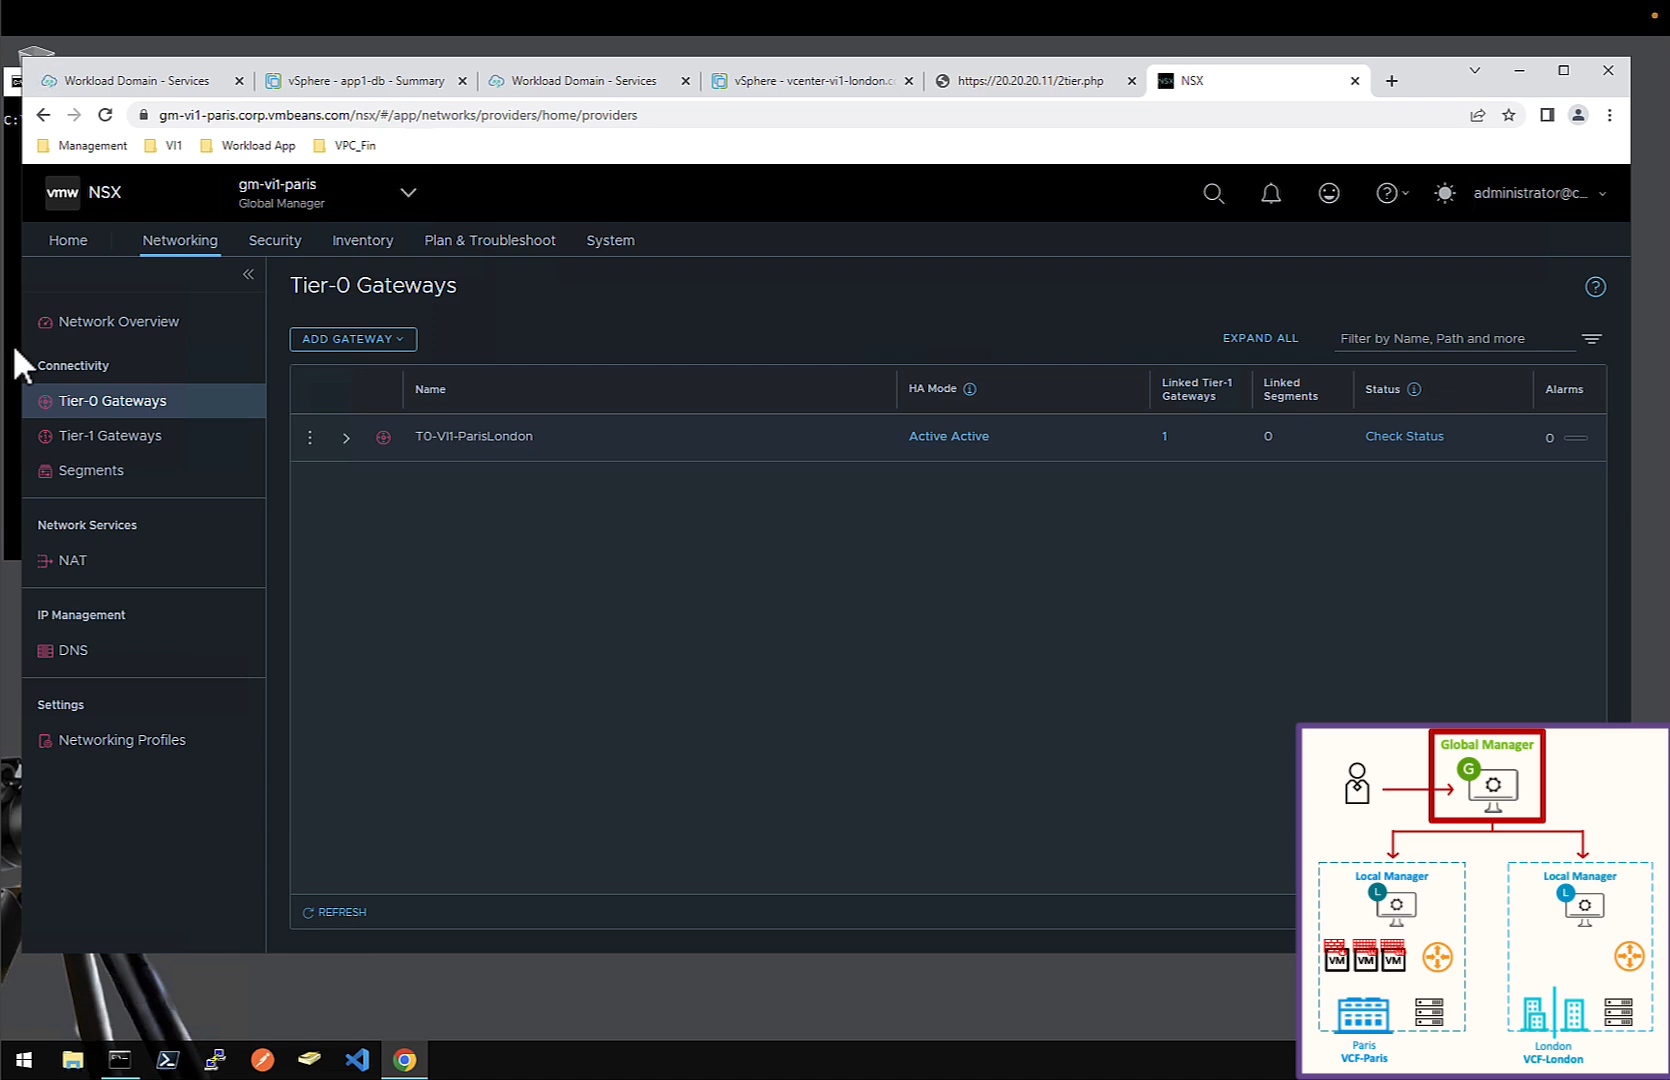 Workload Domain - Services
vSphere - app1-db - Summary
Workload Domain - Services
vSphere - vcenter-vi1-london.co
https://20.20.20.11/2tier.php
NSX
gm-vi1-paris.corp.vmbeans.com/nsx/#/app/networks/providers/home/providers
Management
VI1
Workload App
VPC_Fin
vmw NSX
gm-vi1-paris
Global Manager
administrator@c...
Home
Networking
Security
Inventory
Plan & Troubleshoot
System
Network Overview
Connectivity
Tier-0 Gateways
Tier-1 Gateways
Segments
Network Services
NAT
IP Management
DNS
Settings
Networking Profiles
Tier-0 Gateways
ADD GATEWAY
EXPAND ALL
Filter by Name, Path and more
Name
HA Mode
Linked Tier-1
Gateways
Linked
Segments
Status
Alarms
T0-VI1-ParisLondon
Active Active
1
0
Check Status
0
REFRESH
Global Manager
G
Local Manager
L
VM VM VM
Paris
VCF-Paris
Local Manager
L
London
VCF-London